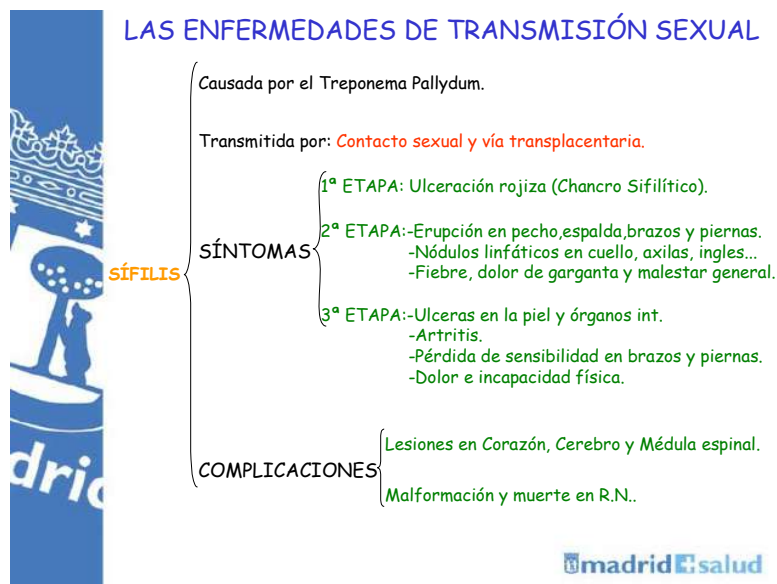 LAS ENFERMEDADES DE TRANSMISIÓN SEXUAL
Causada por el Treponema Pallydum.
Transmitida por: Contacto sexual y vía transplacentaria.
SÍFILIS
SÍNTOMAS
1ª ETAPA: Ulceración rojiza (Chancro Sifilítico).
2ª ETAPA:-Erupción en pecho,espalda,brazos y piernas.
-Nódulos linfáticos en cuello, axilas, ingles...
-Fiebre, dolor de garganta y malestar general.
3ª ETAPA:-Ulceras en la piel y órganos int.
-Artritis.
-Pérdida de sensibilidad en brazos y piernas.
-Dolor e incapacidad física.
COMPLICACIONES
Lesiones en Corazón, Cerebro y Médula espinal.
Malformación y muerte en R.N..
drid
madrid salud